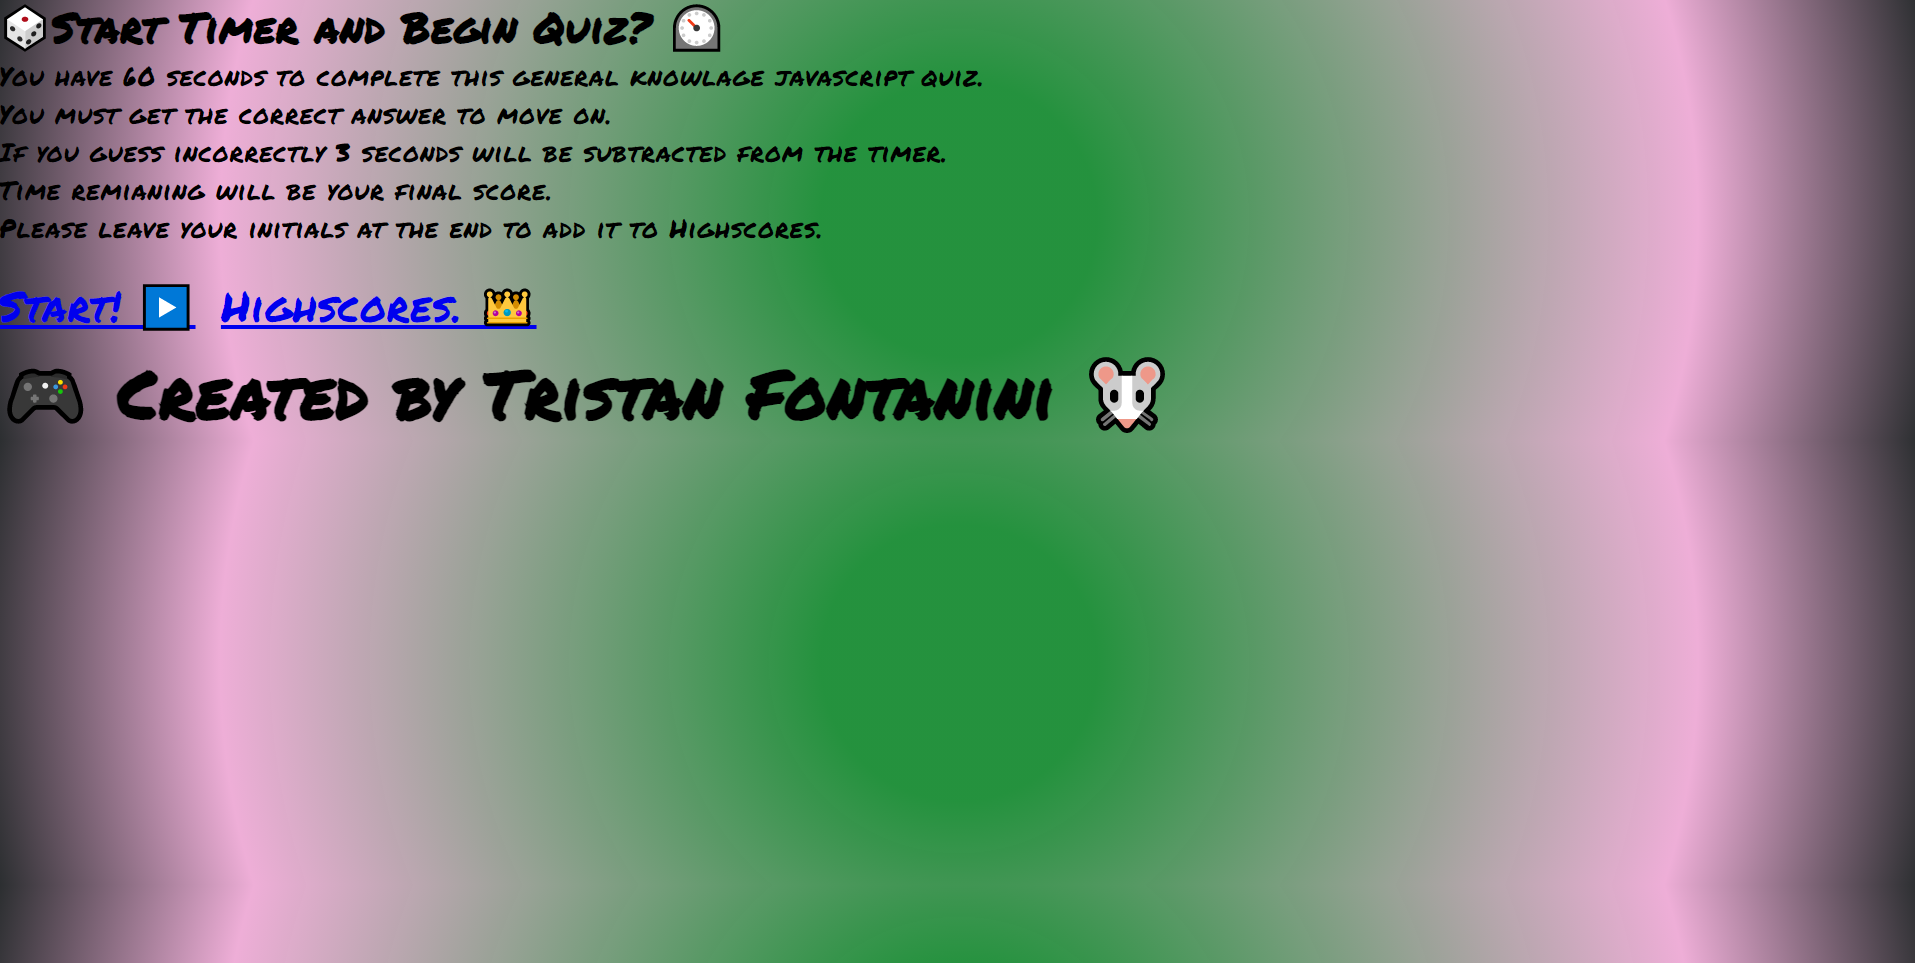 Start Timer and Begin Quiz?
You have 60 seconds to complete this general knowlage javascript quiz.
You must get the correct answer to move on.
If you guess incorrectly 3 seconds will be subtracted from the timer.
Time remianing will be your final score.
Please leave your initials at the end to add it to Highscores.
Start! Highscores.
Created by Tristan Fontanini